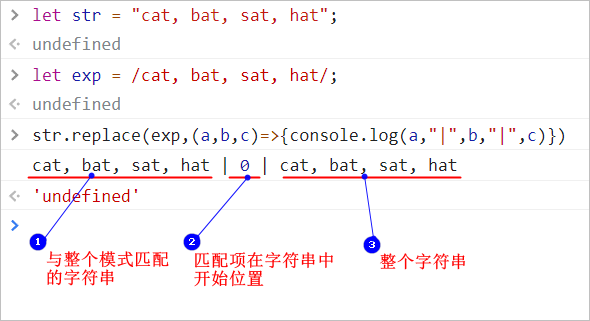 let str = "cat, bat, sat, hat";
undefined
let exp = /cat, bat, sat, hat/;
undefined
str.replace(exp,(a,b,c)=>{console.log(a,"|",b,"|",c)})
cat, bat, sat, hat | 0 | cat, bat, sat, hat
'undefined'
1 与整个模式匹配
的字符串
2 匹配项在字符串中
开始位置
3 整个字符串